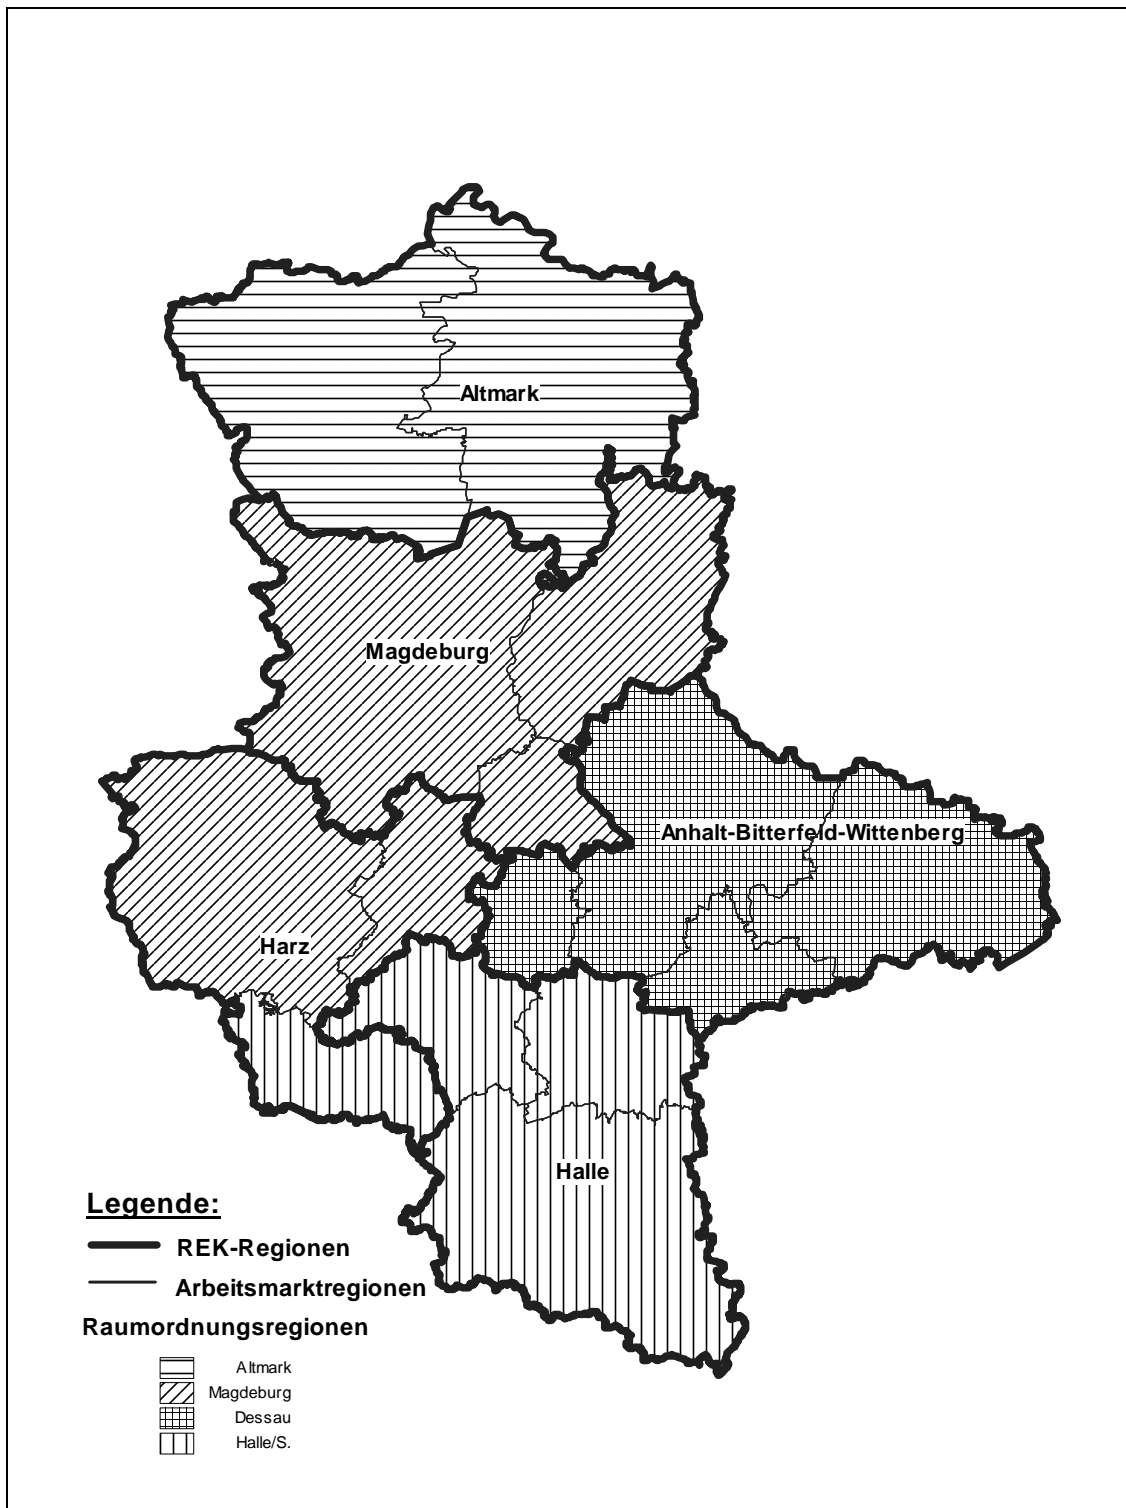 Altmark
Magdeburg
Anhalt-Bitterfeld-Wittenberg
Harz
Halle
Legende:
REK-Regionen
Arbeitsmarktregionen
Raumordnungsregionen
Altmark
Magdeburg
Dessau
Halle/S.